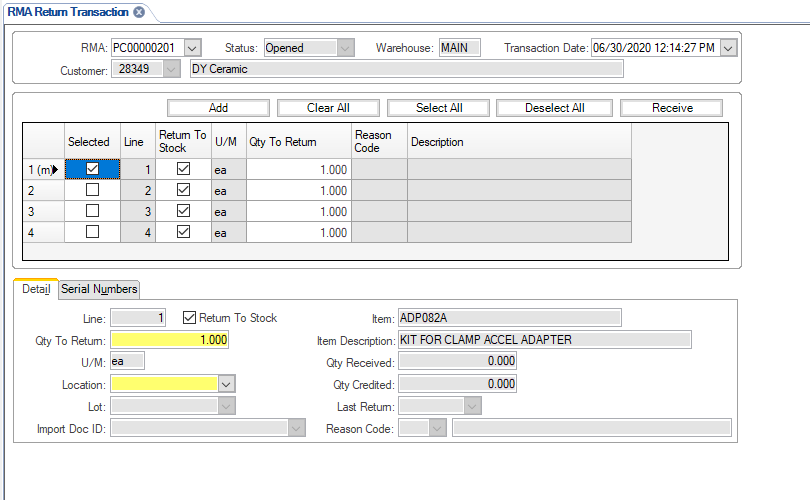 RMA Return Transaction
RMA: PC00000201 Status: Opened Warehouse: MAIN Transaction Date: 06/30/2020 12:14:27 PM
Customer: 28349 DY Ceramic
Add Clear All Select All Deselect All Receive
Selected Line Return To Stock U/M Qty To Return Reason Code Description
1 (m) 1 ea 1.000
2 2 ea 1.000
3 3 ea 1.000
4 4 ea 1.000
Detail Serial Numbers
Line: 1 Return To Stock Item: ADP082A
Qty To Return: 1.000 Item Description: KIT FOR CLAMP ACCEL ADAPTER
U/M: ea Qty Received: 0.000
Location: Qty Credited: 0.000
Lot: Last Return:
Import Doc ID: Reason Code: